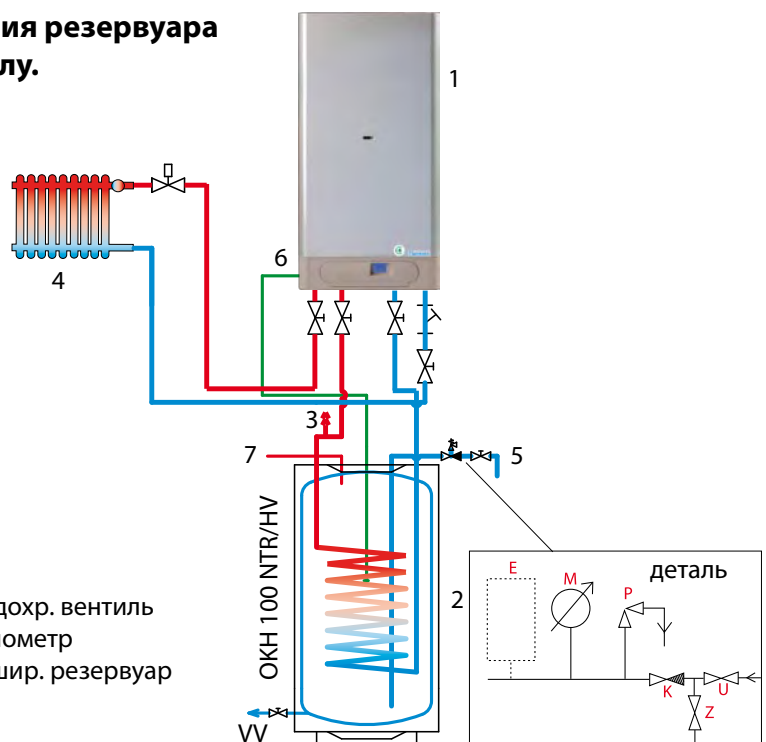 ия резервуара
лу.
1
6
4
3
7
5
OKH 100 NTR/HV
2
деталь
E
M
P
K
U
Z
дохр. вентиль
ометр
шир. резервуар
VV